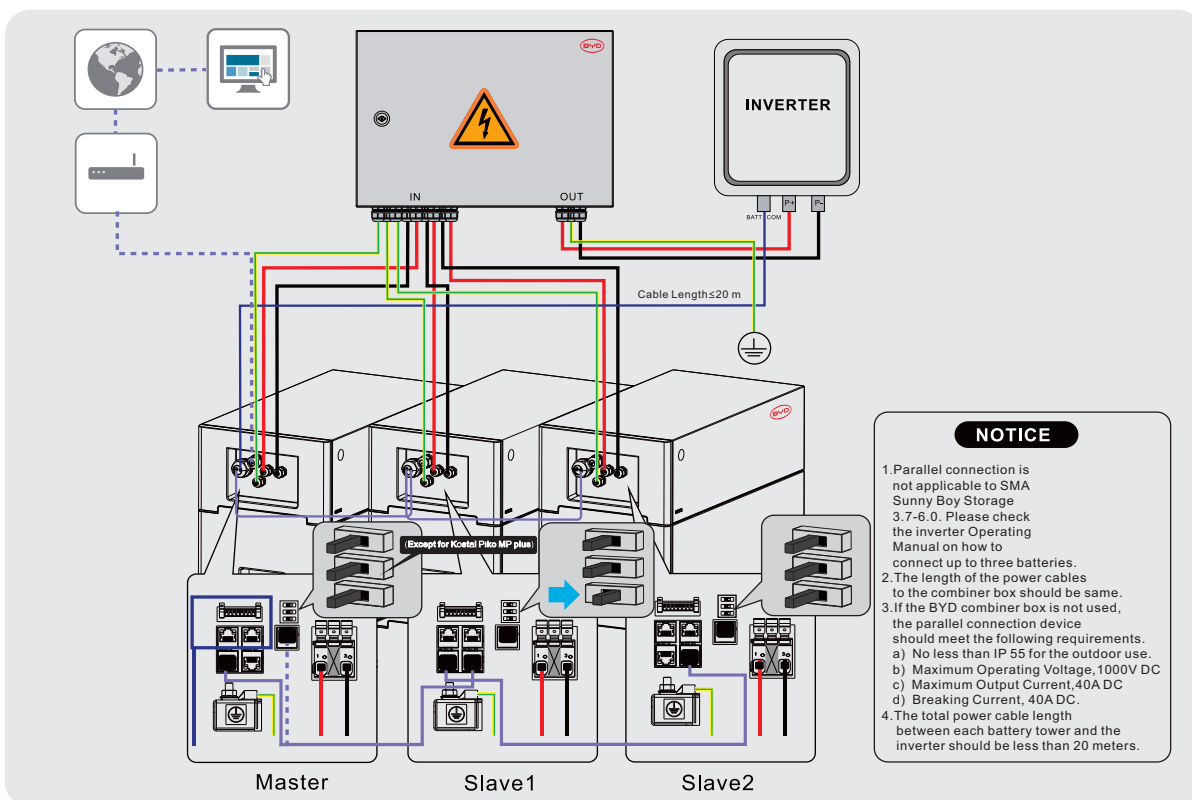 BYD
INVERTER
IN
OUT
BATT COM
P+
P-
Cable Length≤20 m
BYD
(Except for Kostal Piko MP plus)
NOTICE
1.Parallel connection is
not applicable to SMA
Sunny Boy Storage
3.7-6.0. Please check
the inverter Operating
Manual on how to
connect up to three batteries.
2.The length of the power cables
to the combiner box should be same.
3.If the BYD combiner box is not used,
the parallel connection device
should meet the following requirements.
a) No less than IP 55 for the outdoor use.
b) Maximum Operating Voltage,1000V DC
c) Maximum Output Current,40A DC
d) Breaking Current, 40A DC.
4.The total power cable length
between each battery tower and the
inverter should be less than 20 meters.
1
3
1
3
1
3
Master
Slave1
Slave2